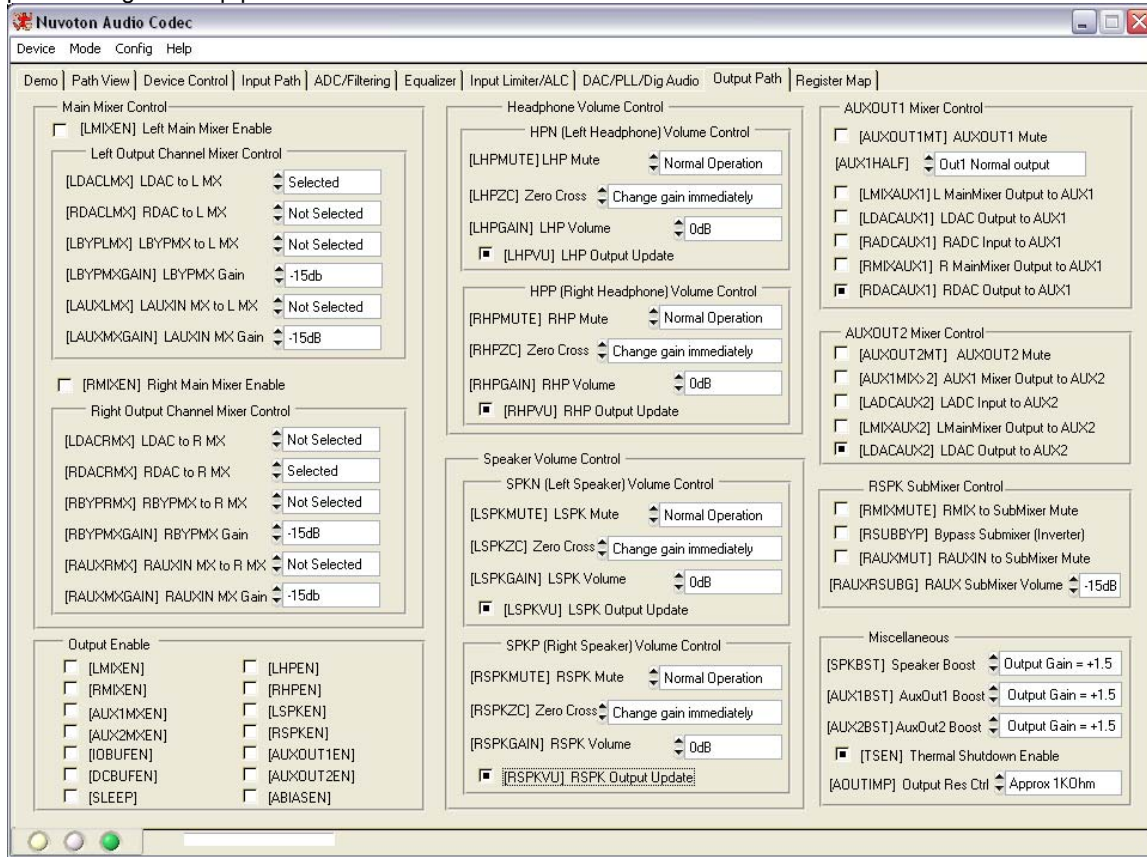 Nuvoton Audio Codec
Device Mode Config Help
Demo Path View Device Control Input Path ADC/Filtering Equalizer Input Limiter/ALC DAC/PLL/Dig Audio Output Path Register Map
Main Mixer Control
[LMIXEN] Left Main Mixer Enable
Left Output Channel Mixer Control
[LDACLMX] LDAC to L MX Selected
[RDACLMX] RDAC to L MX Not Selected
[LBYPLMX] LBYPMX to L MX Not Selected
[LBYPMXGAIN] LBYPMX Gain -15db
[LAUXLMX] LAUXIN MX to L MX Not Selected
[LAUXMXGAIN] LAUXIN MX Gain -15dB
[RMIXEN] Right Main Mixer Enable
Right Output Channel Mixer Control
[LDACRMX] LDAC to R MX Not Selected
[RDACRMX] RDAC to R MX Selected
[RBYPRMX] RBYPMX to R MX Not Selected
[RBYPMXGAIN] RBYPMX Gain -15dB
[RAUXRMX] RAUXIN MX to R MX Not Selected
[RAUXMXGAIN] RAUXIN MX Gain -15db
Output Enable
[LMIXEN] [LHPEN]
[RMIXEN] [RHPEN]
[AUX1MXEN] [LSPKEN]
[AUX2MXEN] [RSPKEN]
[IOBUFEN] [AUXOUT1EN]
[DCBUFEN] [AUXOUT2EN]
[SLEEP] [ABIASEN]
Headphone Volume Control
HPN (Left Headphone) Volume Control
[LHPMUTE] LHP Mute Normal Operation
[LHPZC] Zero Cross Change gain immediately
[LHPGAIN] LHP Volume 0dB
[LHPVU] LHP Output Update
HPP (Right Headphone) Volume Control
[RHPMUTE] RHP Mute Normal Operation
[RHPZC] Zero Cross Change gain immediately
[RHPGAIN] RHP Volume 0dB
[RHPVU] RHP Output Update
Speaker Volume Control
SPKN (Left Speaker) Volume Control
[LSPKMUTE] LSPK Mute Normal Operation
[LSPKZC] Zero Cross Change gain immediately
[LSPKGAIN] LSPK Volume 0dB
[LSPKVU] LSPK Output Update
SPKP (Right Speaker) Volume Control
[RSPKMUTE] RSPK Mute Normal Operation
[RSPKZC] Zero Cross Change gain immediately
[RSPKGAIN] RSPK Volume 0dB
[RSPKVU] RSPK Output Update
AUXOUT1 Mixer Control
[AUXOUT1MT] AUXOUT1 Mute
[AUX1HALF] Out1 Normal output
[LMIXAUX1] L MainMixer Output to AUX1
[LDACAUX1] LDAC Output to AUX1
[RADCAUX1] RADC Input to AUX1
[RMIXAUX1] R MainMixer Output to AUX1
[RDACAUX1] RDAC Output to AUX1
AUXOUT2 Mixer Control
[AUXOUT2MT] AUXOUT2 Mute
[AUX1MIX>2] AUX1 Mixer Output to AUX2
[LADCAUX2] LADC Input to AUX2
[LMIXAUX2] LMainMixer Output to AUX2
[LDACAUX2] LDAC Output to AUX2
RSPK SubMixer Control
[RMIXMUTE] RMIX to SubMixer Mute
[RSUBBYP] Bypass Submixer (Inverter)
[RAUXMUT] RAUXIN to SubMixer Mute
[RAUXRSUBG] RAUX SubMixer Volume -15dB
Miscellaneous
[SPKBST] Speaker Boost Output Gain = +1.5
[AUX1BST] AuxOut1 Boost Output Gain = +1.5
[AUX2BST] AuxOut2 Boost Output Gain = +1.5
[TSEN] Thermal Shutdown Enable
[AOUTIMP] Output Res Ctrl Approx 1KOhm